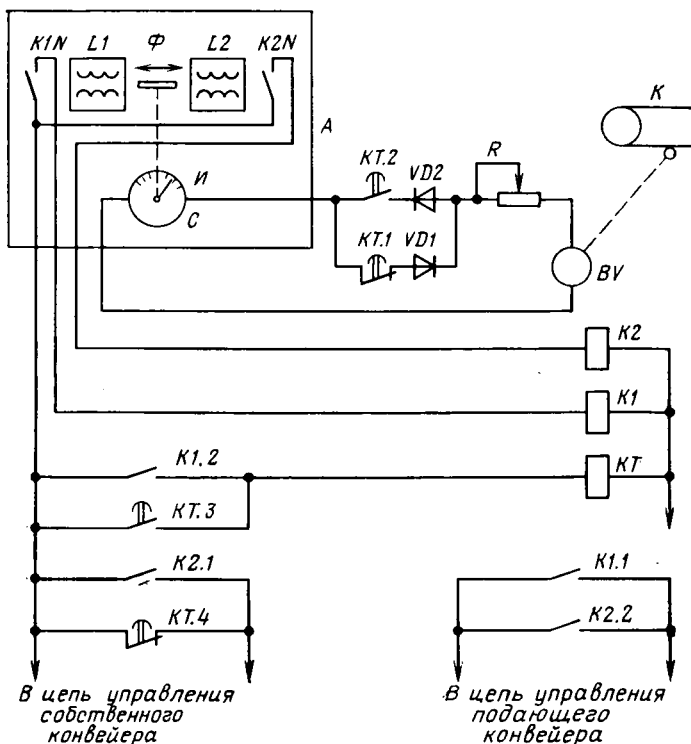 K1N L1 Ф L2 K2N
K
A
И
C
KT.2 VD2 R
KT.1 VD1
BV
K2
K1
K1.2 KT
KT.3
K2.1 K1.1
KT.4 K2.2
В цепь управления
собственного
конвейера
В цепь управления
подающего
конвейера